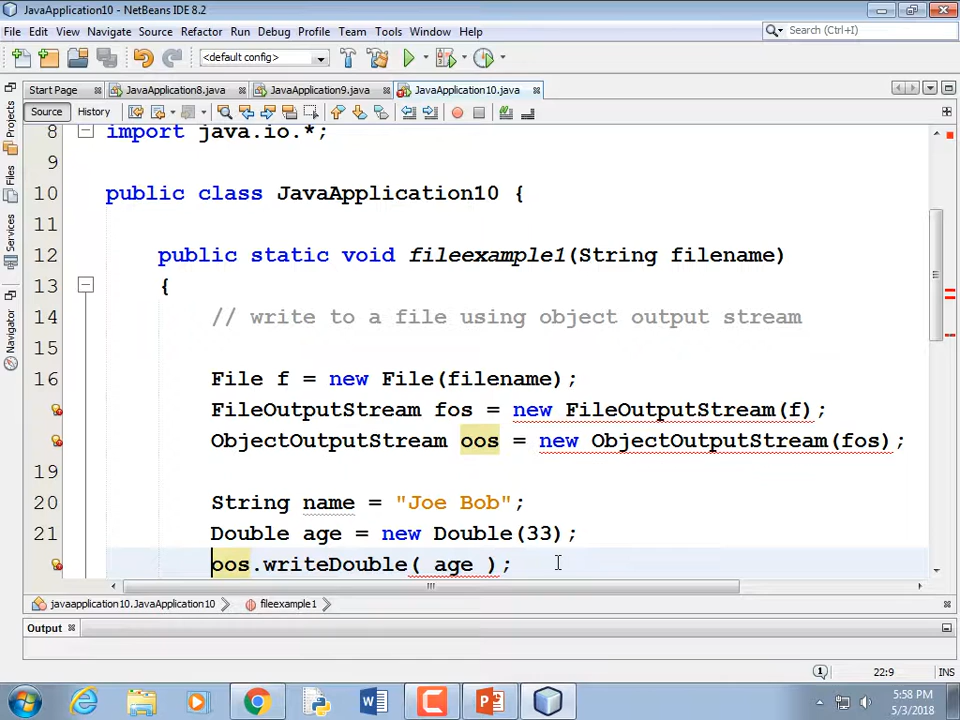 JavaApplication10 - NetBeans IDE 8.2
File Edit View Navigate Source Refactor Run Debug Profile Team Tools Window Help
Search (Ctrl+I)
<default config>
Start Page JavaApplication8.java JavaApplication9.java JavaApplication10.java
Source History
Projects
Files
Services
Navigator
8 import java.io.*;
9
10 public class JavaApplication10 {
11
12 public static void fileexample1(String filename)
13 {
14 // write to a file using object output stream
15
16 File f = new File(filename);
FileOutputStream fos = new FileOutputStream(f);
ObjectOutputStream oos = new ObjectOutputStream(fos);
19
20 String name = "Joe Bob";
21 Double age = new Double(33);
oos.writeDouble( age );
javaapplication10.JavaApplication10 fileexample1
Output
1 22:9 INS
5:58 PM
5/3/2018